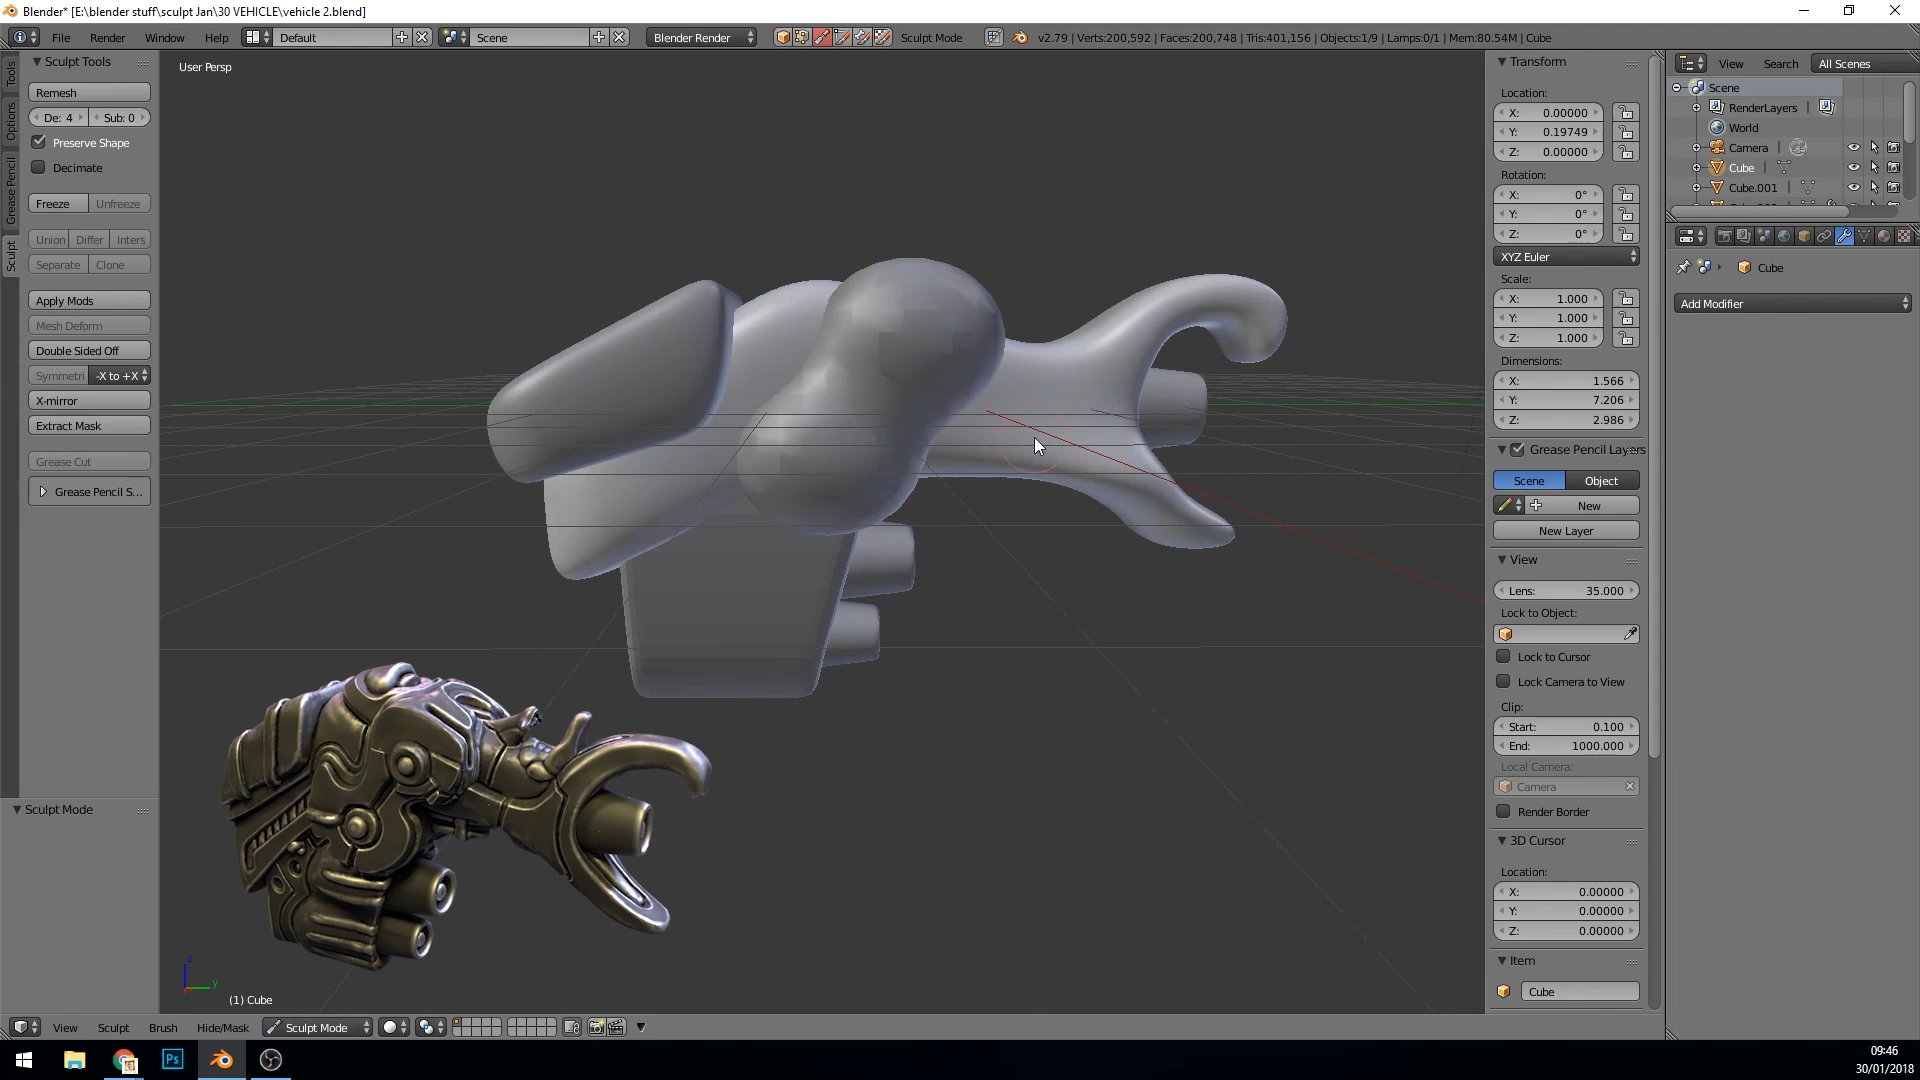 Blender* [E:\blender stuff\sculpt Jan\30 VEHICLE\vehicle 2.blend]
File Render Window Help Default Scene Blender Render Sculpt Mode v2.79 | Verts:200,592 | Faces:200,748 | Tris:401,156 | Objects:1/9 | Lamps:0/1 | Mem:80.54M | Cube
Tools
Options
Grease Pencil
Sculpt
Sculpt Tools
Remesh
De: 4 Sub: 0
Preserve Shape
Decimate
Freeze Unfreeze
Union Differ Inters
Separate Clone
Apply Mods
Mesh Deform
Double Sided Off
Symmetri -X to +X
X-mirror
Extract Mask
Grease Cut
Grease Pencil S...
Sculpt Mode
User Persp
z
y
(1) Cube
View Sculpt Brush Hide/Mask Sculpt Mode
Transform
Location:
X: 0.00000
Y: 0.19749
Z: 0.00000
Rotation:
X: 0°
Y: 0°
Z: 0°
XYZ Euler
Scale:
X: 1.000
Y: 1.000
Z: 1.000
Dimensions:
X: 1.566
Y: 7.206
Z: 2.986
Grease Pencil Layers
Scene Object
New
New Layer
View
Lens: 35.000
Lock to Object:
Lock to Cursor
Lock Camera to View
Clip:
Start: 0.100
End: 1000.000
Local Camera:
Camera
Render Border
3D Cursor
Location:
X: 0.00000
Y: 0.00000
Z: 0.00000
Item
Cube
View Search All Scenes
Scene
RenderLayers
World
Camera
Cube
Cube.001
Cube
Add Modifier
Ps
09:46
30/01/2018